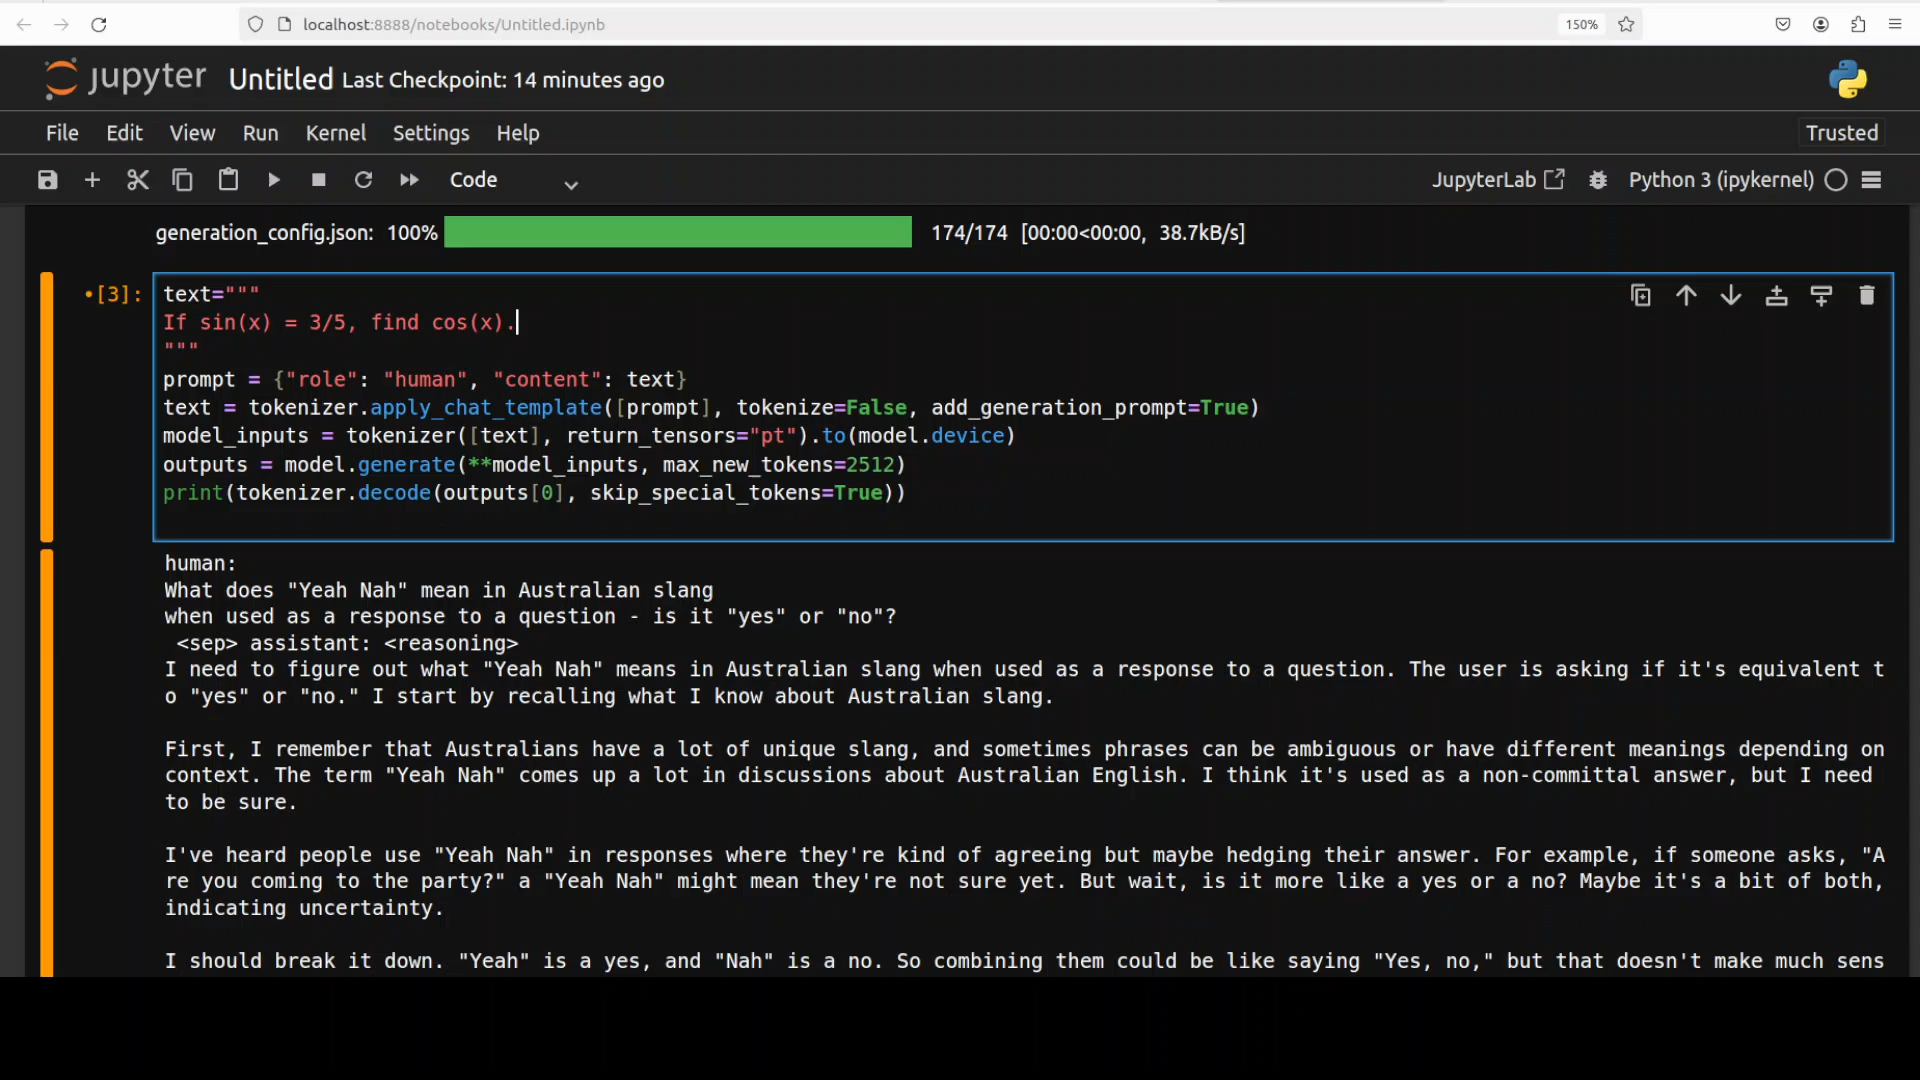 localhost:8888/notebooks/Untitled.ipynb 150%
jupyter Untitled Last Checkpoint: 14 minutes ago
File Edit View Run Kernel Settings Help Trusted
Code JupyterLab Python 3 (ipykernel)
generation_config.json: 100% 174/174 [00:00<00:00, 38.7kB/s]
•[3]: text="""
If sin(x) = 3/5, find cos(x).
"""
prompt = {"role": "human", "content": text}
text = tokenizer.apply_chat_template([prompt], tokenize=False, add_generation_prompt=True)
model_inputs = tokenizer([text], return_tensors="pt").to(model.device)
outputs = model.generate(**model_inputs, max_new_tokens=2512)
print(tokenizer.decode(outputs[0], skip_special_tokens=True))
human:
What does "Yeah Nah" mean in Australian slang
when used as a response to a question - is it "yes" or "no"?
<sep> assistant: <reasoning>
I need to figure out what "Yeah Nah" means in Australian slang when used as a response to a question. The user is asking if it's equivalent t
o "yes" or "no." I start by recalling what I know about Australian slang.
First, I remember that Australians have a lot of unique slang, and sometimes phrases can be ambiguous or have different meanings depending on
context. The term "Yeah Nah" comes up a lot in discussions about Australian English. I think it's used as a non-committal answer, but I need
to be sure.
I've heard people use "Yeah Nah" in responses where they're kind of agreeing but maybe hedging their answer. For example, if someone asks, "A
re you coming to the party?" a "Yeah Nah" might mean they're not sure yet. But wait, is it more like a yes or a no? Maybe it's a bit of both,
indicating uncertainty.
I should break it down. "Yeah" is a yes, and "Nah" is a no. So combining them could be like saying "Yes, no," but that doesn't make much sens